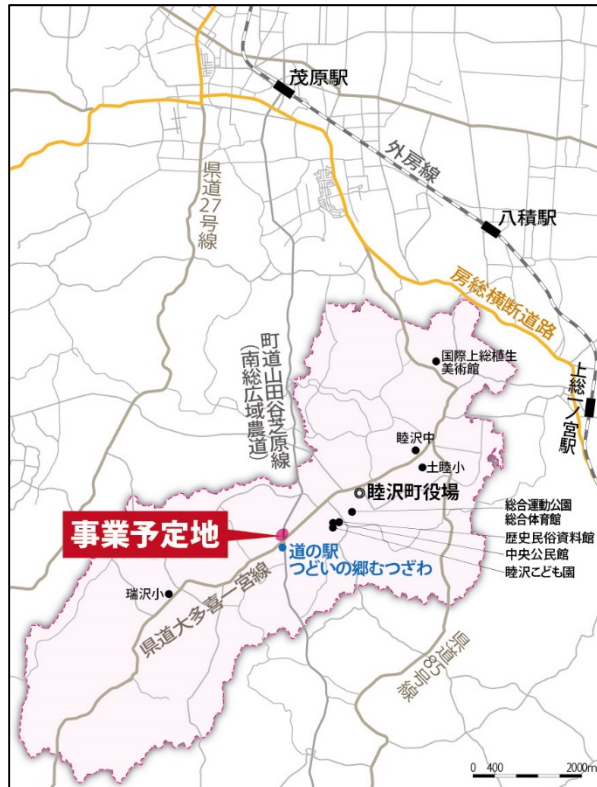 茂原駅
外房線
八積駅
県道27号線
房総横断道路
町道山田谷芝原線
(南総広域農道)
国際上総植生
美術館
上総一ノ宮駅
睦沢中
土睦小
睦沢町役場
総合運動公園
総合体育館
歴史民俗資料館
中央公民館
睦沢こども園
事業予定地
道の駅
つどいの郷むつざわ
瑞沢小
県道大多喜一宮線
県道85号線
0 400 2000m